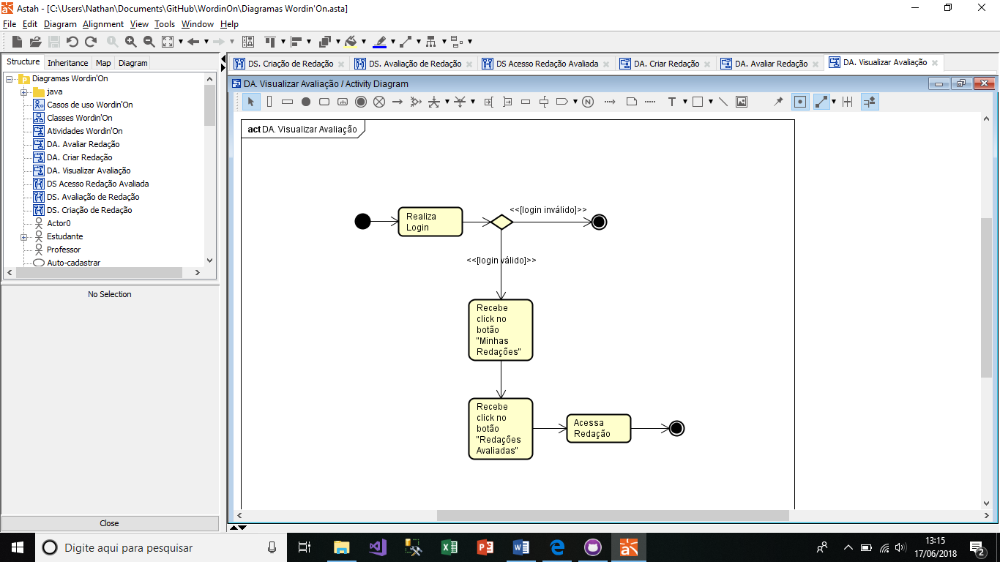 Astah - [C:\Users\Nathan\Documents\GitHub\WordinOn\Diagramas Wordin'On.asta]
File Edit Diagram Alignment View Tools Window Help
Structure Inheritance Map Diagram
Diagramas Wordin'On
java
Casos de uso Wordin'On
Classes Wordin'On
Atividades Wordin'On
DA. Avaliar Redação
DA. Criar Redação
DA. Visualizar Avaliação
DS Acesso Redação Avaliada
DS. Avaliação de Redação
DS. Criação de Redação
Actor0
Estudante
Professor
Auto-cadastrar
No Selection
Close
DS. Criação de Redação DS. Avaliação de Redação DS Acesso Redação Avaliada DA. Criar Redação DA. Avaliar Redação DA. Visualizar Avaliação
DA. Visualizar Avaliação / Activity Diagram
act DA. Visualizar Avaliação
Realiza
Login
<<[login inválido]>>
<<[login válido]>>
Recebe
click no
botão
"Minhas
Redações"
Recebe
click no
botão
"Redações
Avaliadas"
Acessa
Redação
Digite aqui para pesquisar
13:15
17/06/2018
2